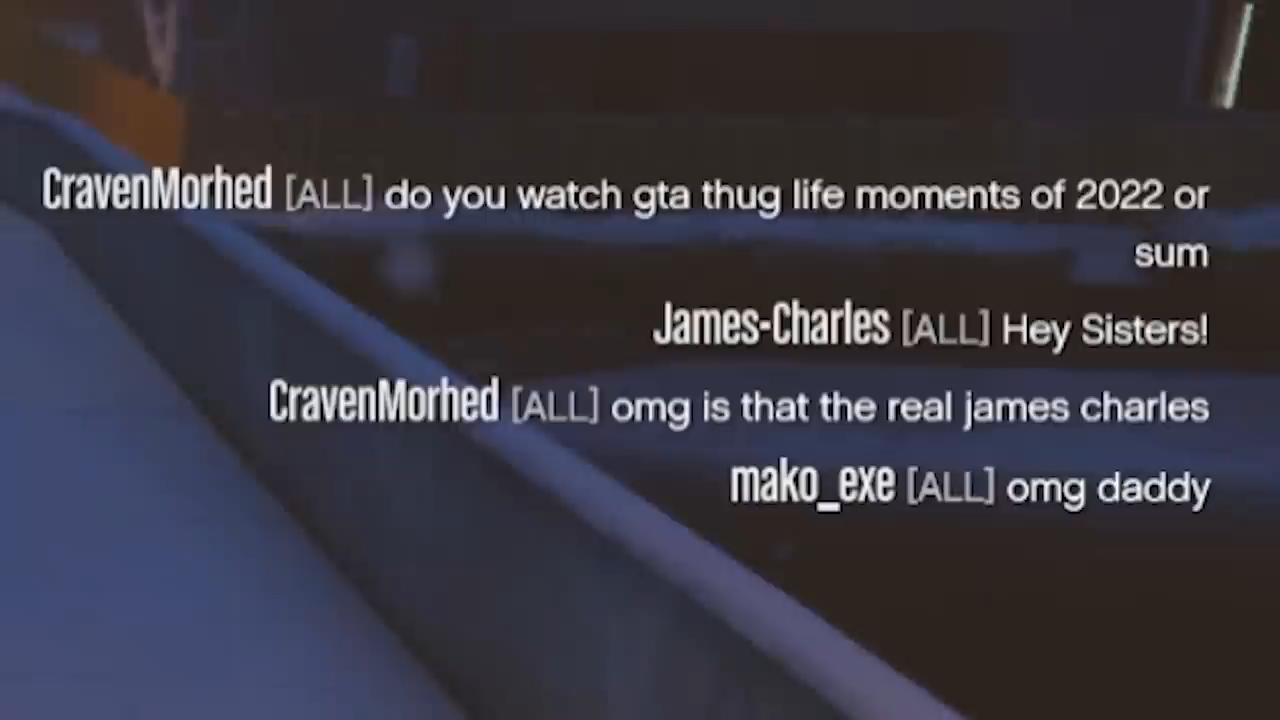 CravenMorhed [ALL] do you watch gta thug life moments of 2022 or
sum
James-Charles [ALL] Hey Sisters!
CravenMorhed [ALL] omg is that the real james charles
mako_exe [ALL] omg daddy